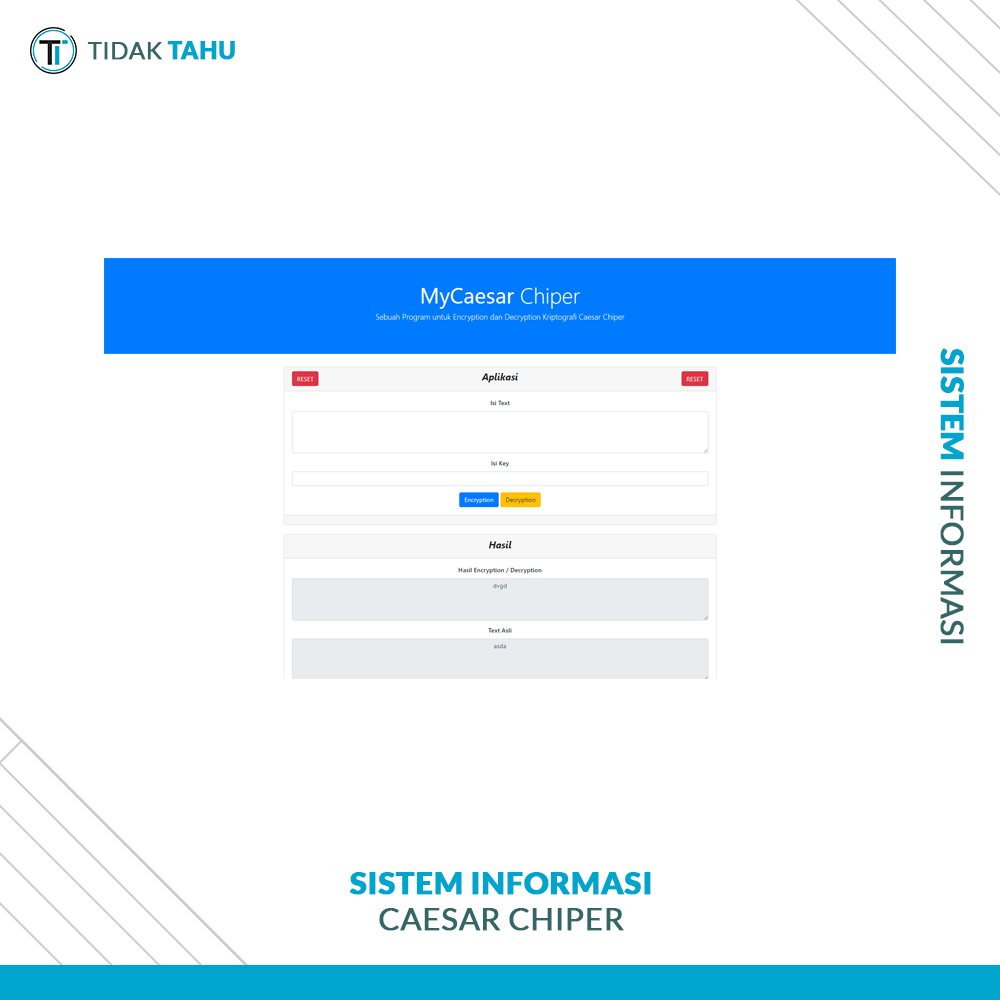 TIDAK TAHU
MyCaesar Chiper
Sebuah Program untuk Encryption dan Decryption Kriptografi Caesar Chiper
RESET
Aplikasi
RESET
Isi Text
Isi Key
Encryption
Decryption
Hasil
Hasil Encryption / Decryption
dvgd
Text Asli
asda
SISTEM INFORMASI
SISTEM INFORMASI
CAESAR CHIPER